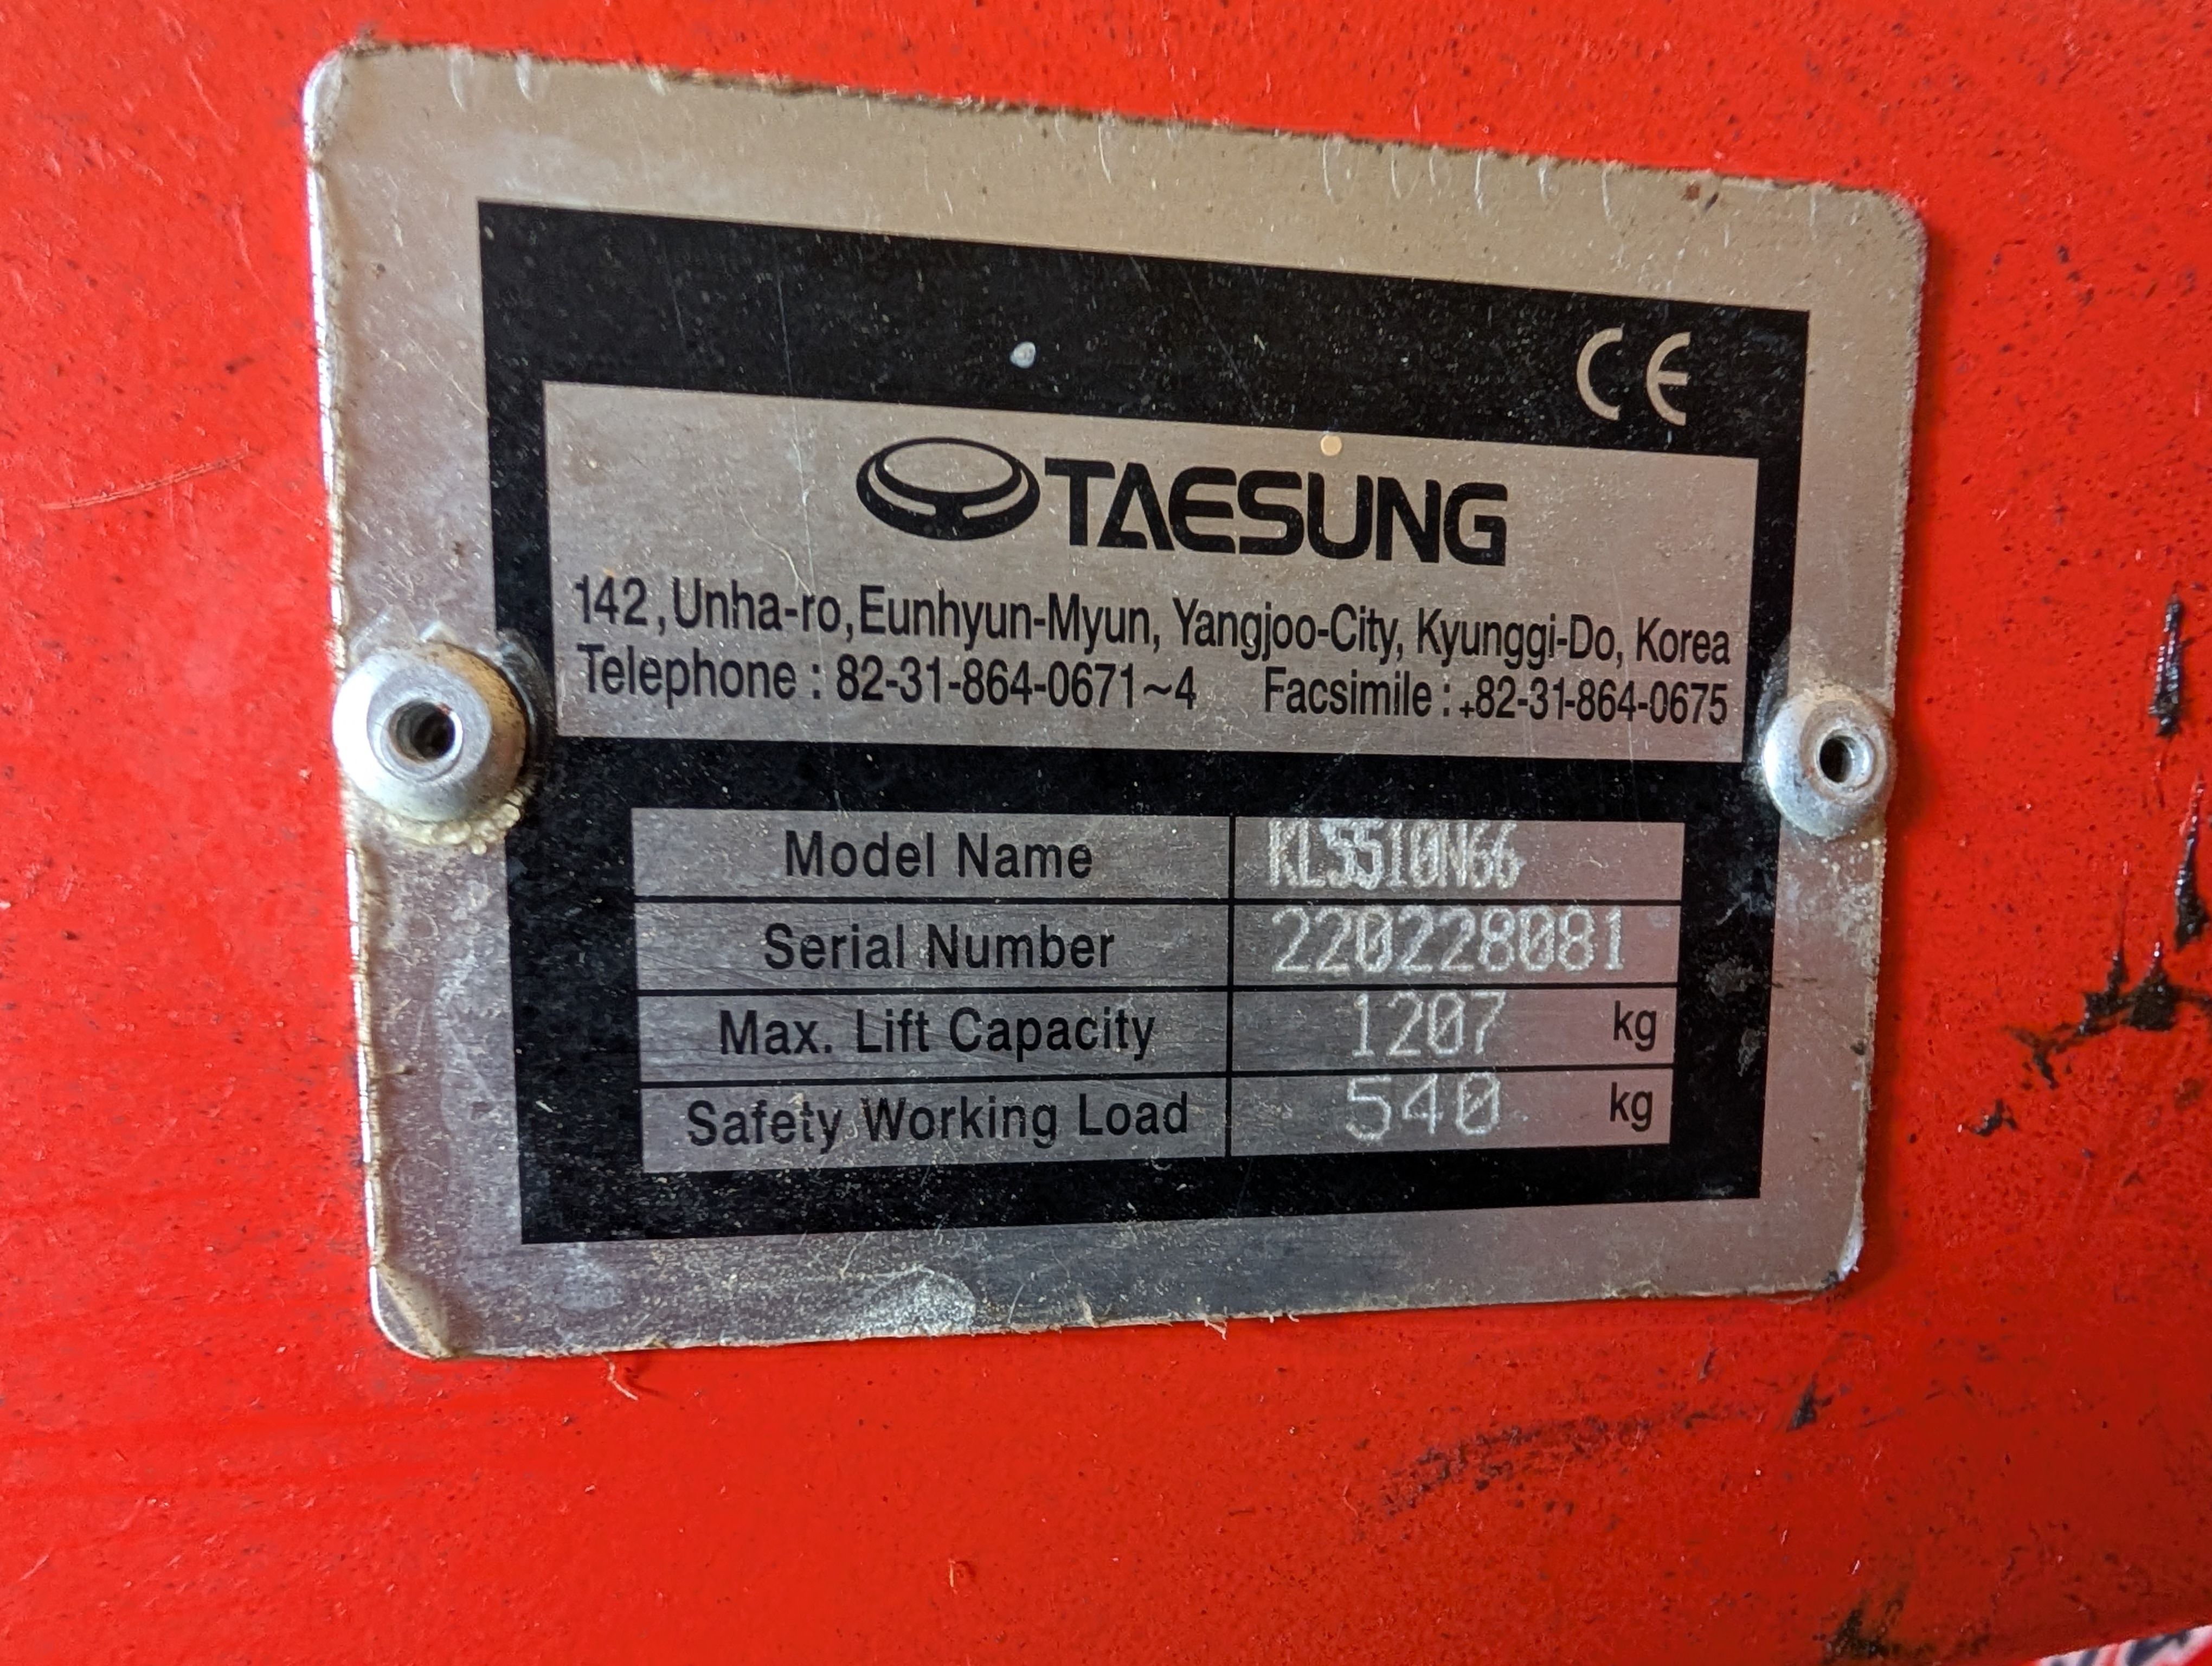 CE
TAESUNG
142, Unha-ro, Eunhyun-Myun, Yangjoo-City, Kyunggi-Do, Korea
Telephone : 82-31-864-0671~4 Facsimile : +82-31-864-0675
Model Name
Serial Number 220228081
Max. Lift Capacity 1207 kg
Safety Working Load 540 kg